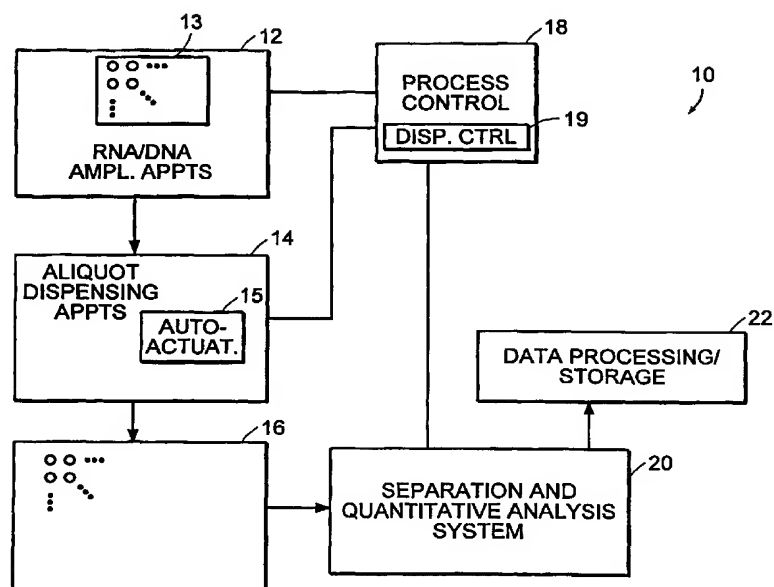 13
12
RNA/DNA
AMPL. APPTS
18
PROCESS
CONTROL
19
DISP. CTRL
10
14
ALIQUOT
DISPENSING
APPTS
15
AUTO-
ACTUAT.
22
DATA PROCESSING/
STORAGE
16
20
SEPARATION AND
QUANTITATIVE ANALYSIS
SYSTEM